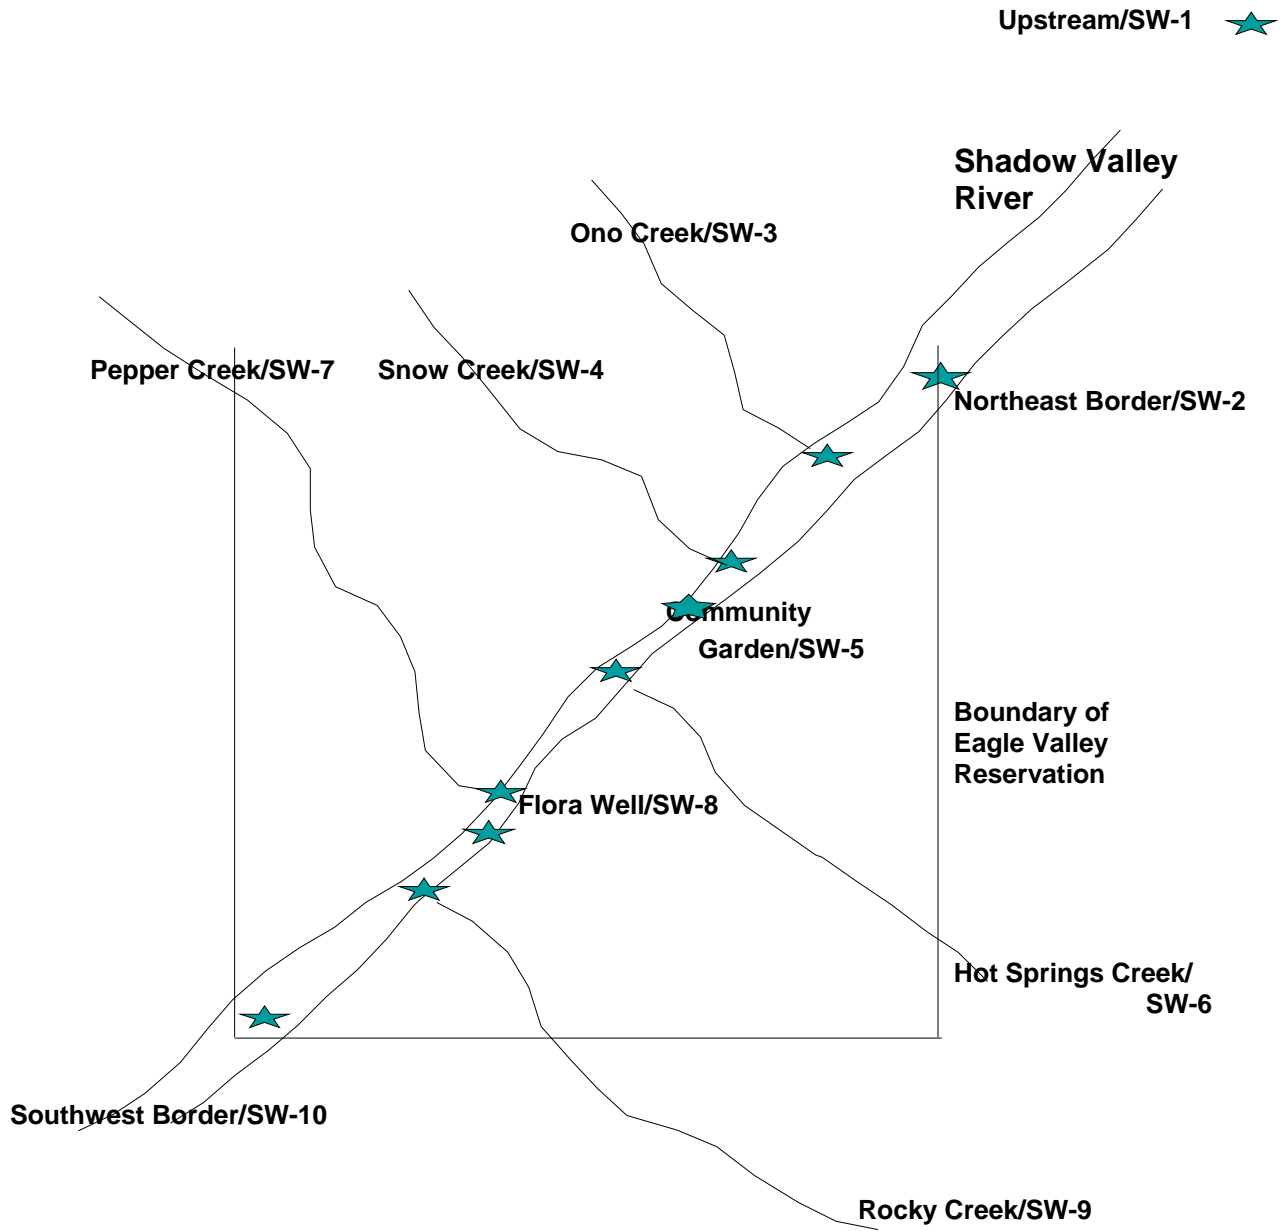 Upstream/SW-1
Shadow Valley
River
Ono Creek/SW-3
Pepper Creek/SW-7
Snow Creek/SW-4
Northeast Border/SW-2
Community
Garden/SW-5
Boundary of
Eagle Valley
Reservation
Flora Well/SW-8
Hot Springs Creek/
SW-6
Southwest Border/SW-10
Rocky Creek/SW-9